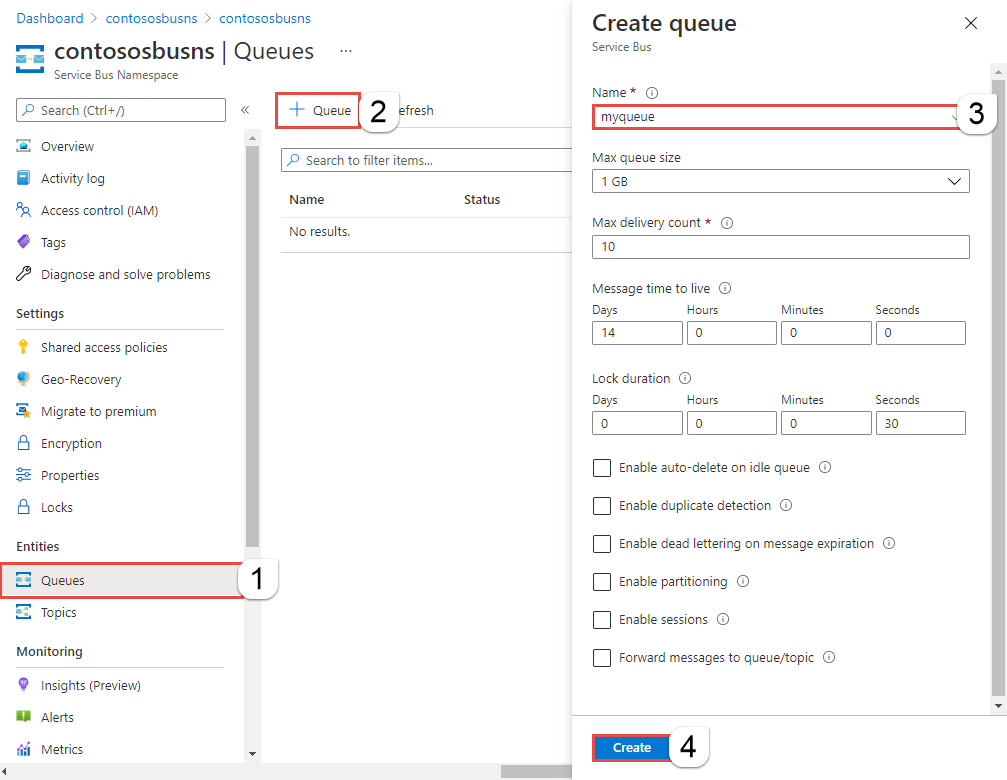 Dashboard > contososbusns > contososbusns
contososbusns | Queues ...
Service Bus Namespace
Search (Ctrl+/)
«
Overview
Activity log
Access control (IAM)
Tags
Diagnose and solve problems
Settings
Shared access policies
Geo-Recovery
Migrate to premium
Encryption
Properties
Locks
Entities
Queues
1
Topics
Monitoring
Insights (Preview)
Alerts
Metrics
+ Queue
2
efresh
Search to filter items...
Name Status
No results.
Create queue
Service Bus
Name *
myqueue
3
Max queue size
1 GB
Max delivery count *
10
Message time to live
Days Hours Minutes Seconds
14 0 0 0
Lock duration
Days Hours Minutes Seconds
0 0 0 30
Enable auto-delete on idle queue
Enable duplicate detection
Enable dead lettering on message expiration
Enable partitioning
Enable sessions
Forward messages to queue/topic
Create
4